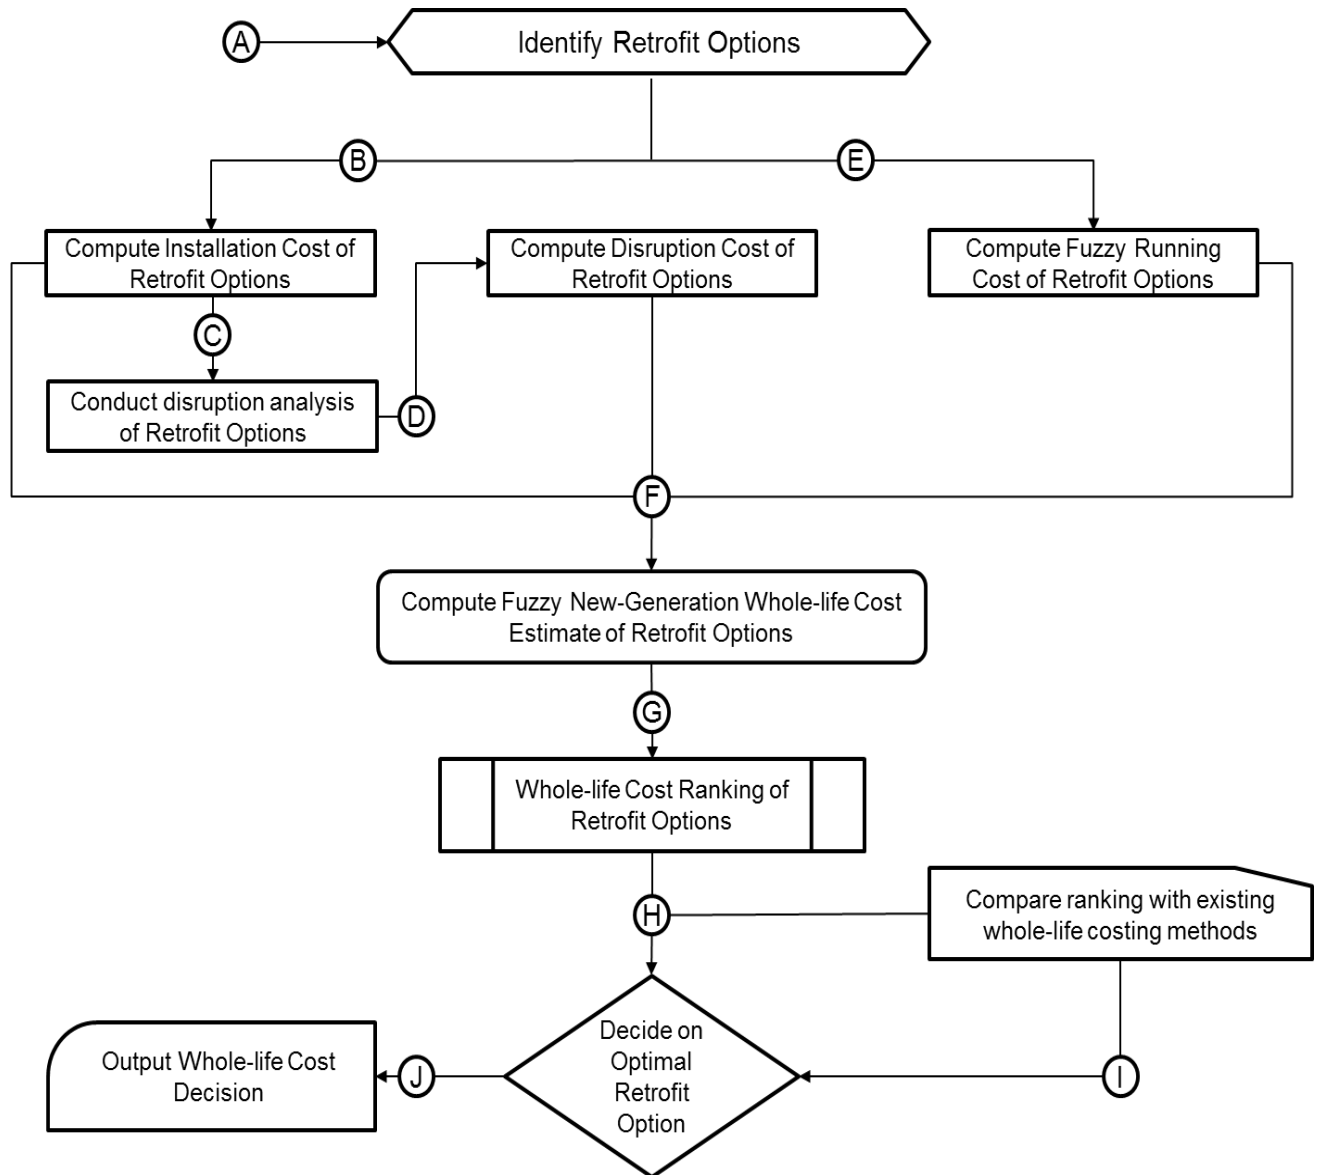 A
Identify Retrofit Options
B
E
Compute Installation Cost of
Retrofit Options
Compute Disruption Cost of
Retrofit Options
Compute Fuzzy Running
Cost of Retrofit Options
C
Conduct disruption analysis
of Retrofit Options
D
F
Compute Fuzzy New-Generation Whole-life Cost
Estimate of Retrofit Options
G
Whole-life Cost Ranking of
Retrofit Options
H
Compare ranking with existing
whole-life costing methods
Decide on
Optimal
Retrofit
Option
I
J
Output Whole-life Cost
Decision